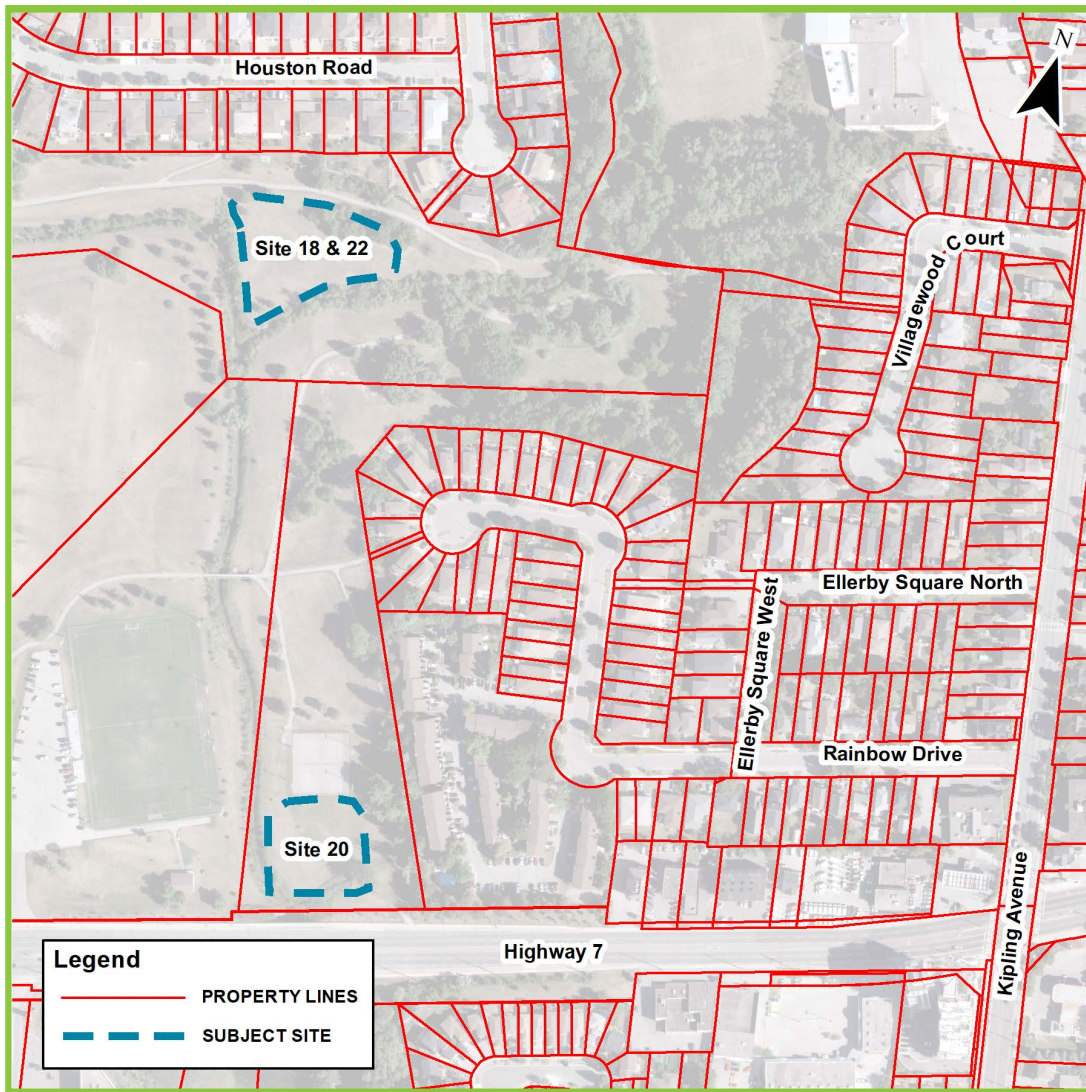 N
Houston Road
Site 18 & 22
Villagewood Court
Ellerby Square North
Ellerby Square West
Rainbow Drive
Site 20
Kipling Avenue
Highway 7
Legend
PROPERTY LINES
SUBJECT SITE